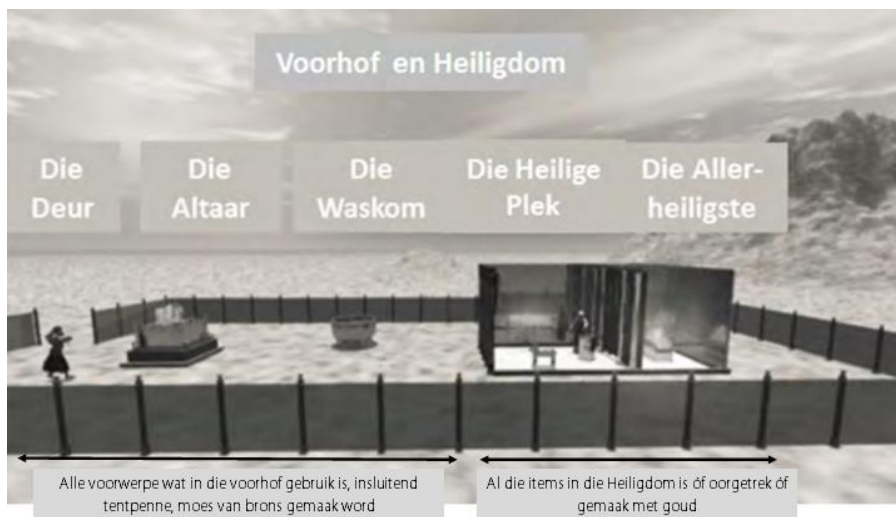 Voorhof en Heiligdom
Die
Deur
Die
Altaar
Die
Waskom
Die Heilige
Plek
Die Aller-
heiligste
Alle voorwerpe wat in die voorhof gebruik is, insluitend
tentpenne, moes van brons gemaak word
Al die items in die Heiligdom is óf oorgetrek óf
gemaak met goud